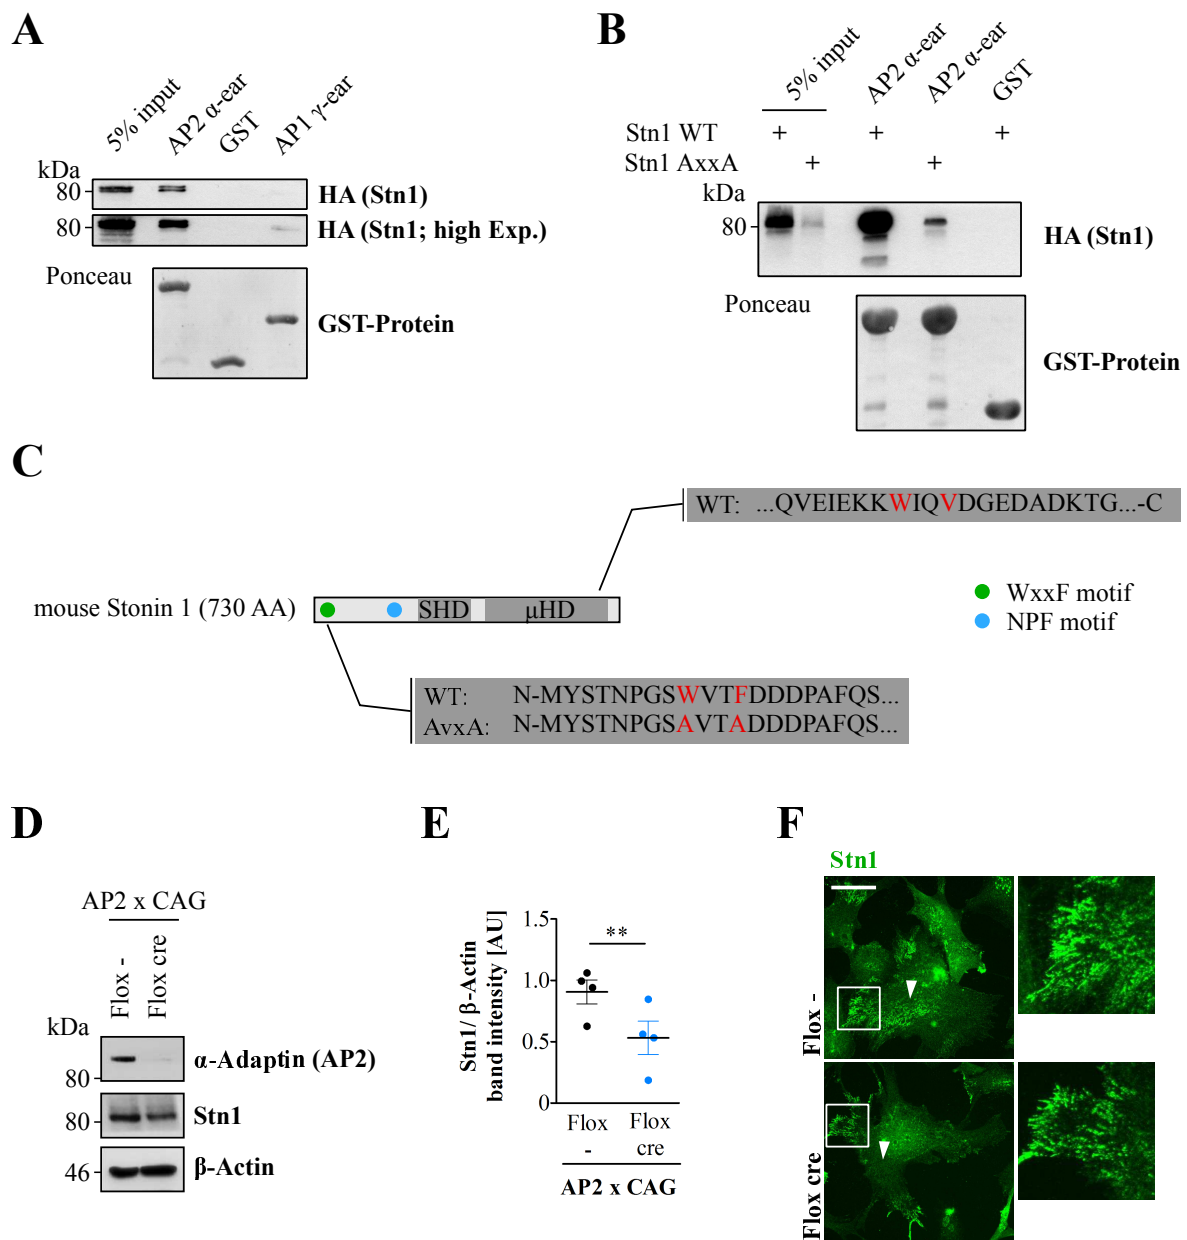 A
5% input
AP2 α-ear
GST
AP1 γ-ear
kDa
80
HA (Stn1)
80
HA (Stn1; high Exp.)
Ponceau
GST-Protein
B
5% input
AP2 α-ear
AP2 α-ear
GST
Stn1 WT + + +
Stn1 AxxA + +
kDa
80
HA (Stn1)
Ponceau
GST-Protein
C
WT: ...QVEIEKKWIQVDGEDADKTG...-C
mouse Stonin 1 (730 AA)
SHD
μHD
WxxF motif
NPF motif
WT: N-MYSTNPGSWVTFDDDPAFQS...
AvxA: N-MYSTNPGSAVTADDDPAFQS...
D
AP2 x CAG
Flox -
Flox cre
kDa
80
α-Adaptin (AP2)
80
Stn1
46
β-Actin
E
Stn1/ β-Actin
band intensity [AU]
1.5
1.0
0.5
0
**
Flox
-
Flox
cre
AP2 x CAG
F
Stn1
Flox -
Flox cre